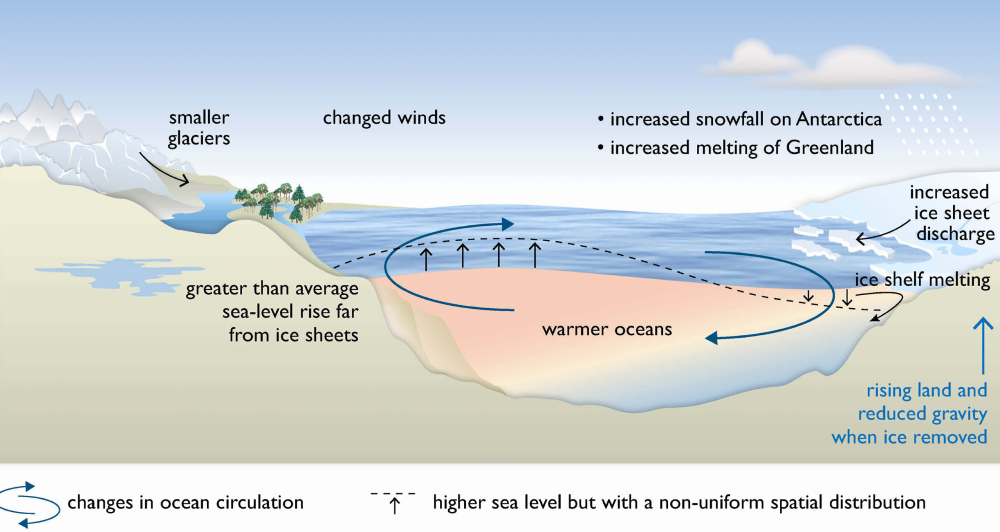 smaller
glaciers
changed winds
• increased snowfall on Antarctica
• increased melting of Greenland
increased
ice sheet
discharge
ice shelf melting
greater than average
sea-level rise far
from ice sheets
warmer oceans
rising land and
reduced gravity
when ice removed
changes in ocean circulation
higher sea level but with a non-uniform spatial distribution